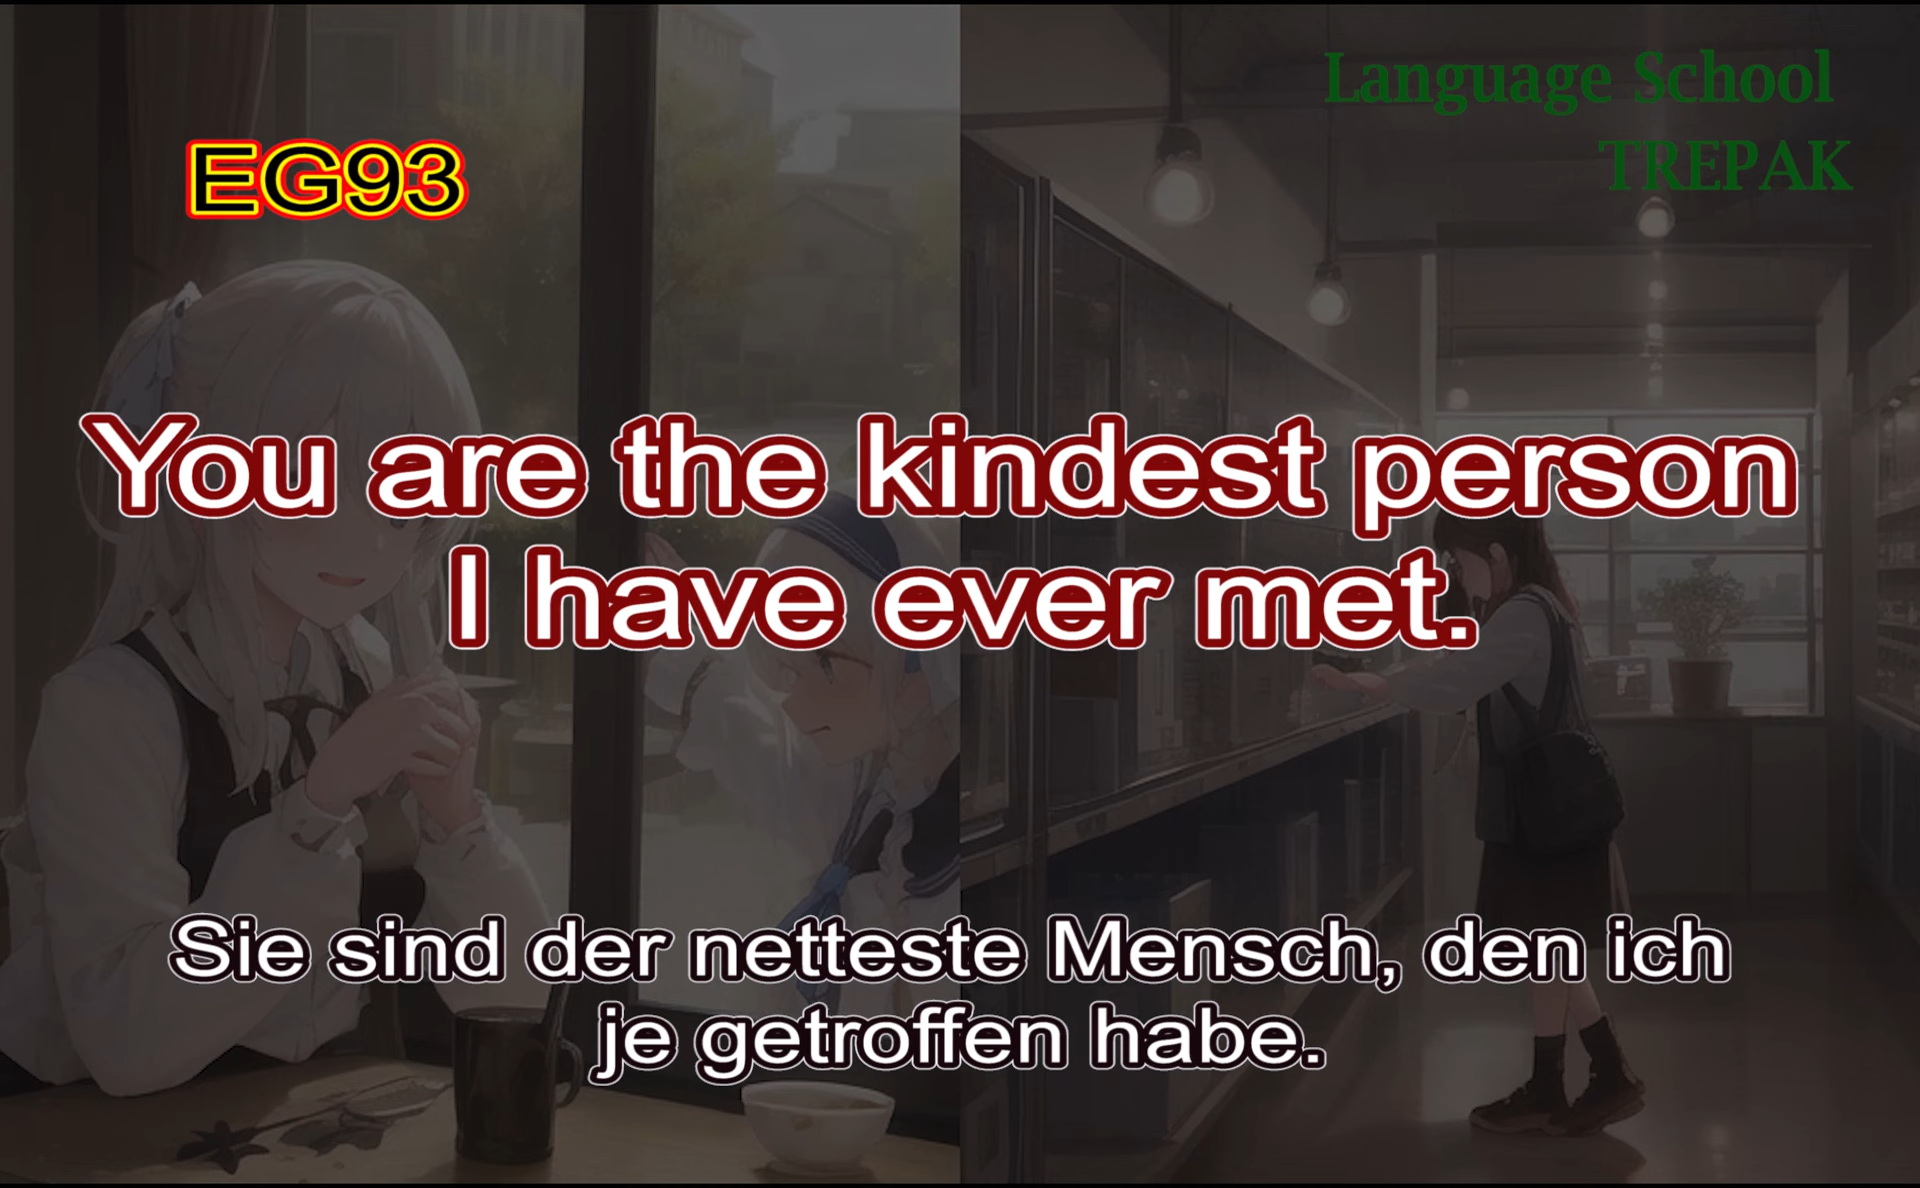 Language School
TREPAK
EG93
You are the kindest person
I have ever met.
Sie sind der netteste Mensch, den ich
je getroffen habe.